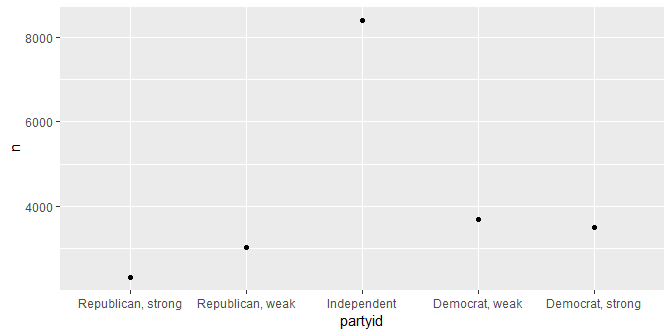 8000
6000
4000
n
Republican, strong Republican, weak Independent Democrat, weak Democrat, strong
partyid